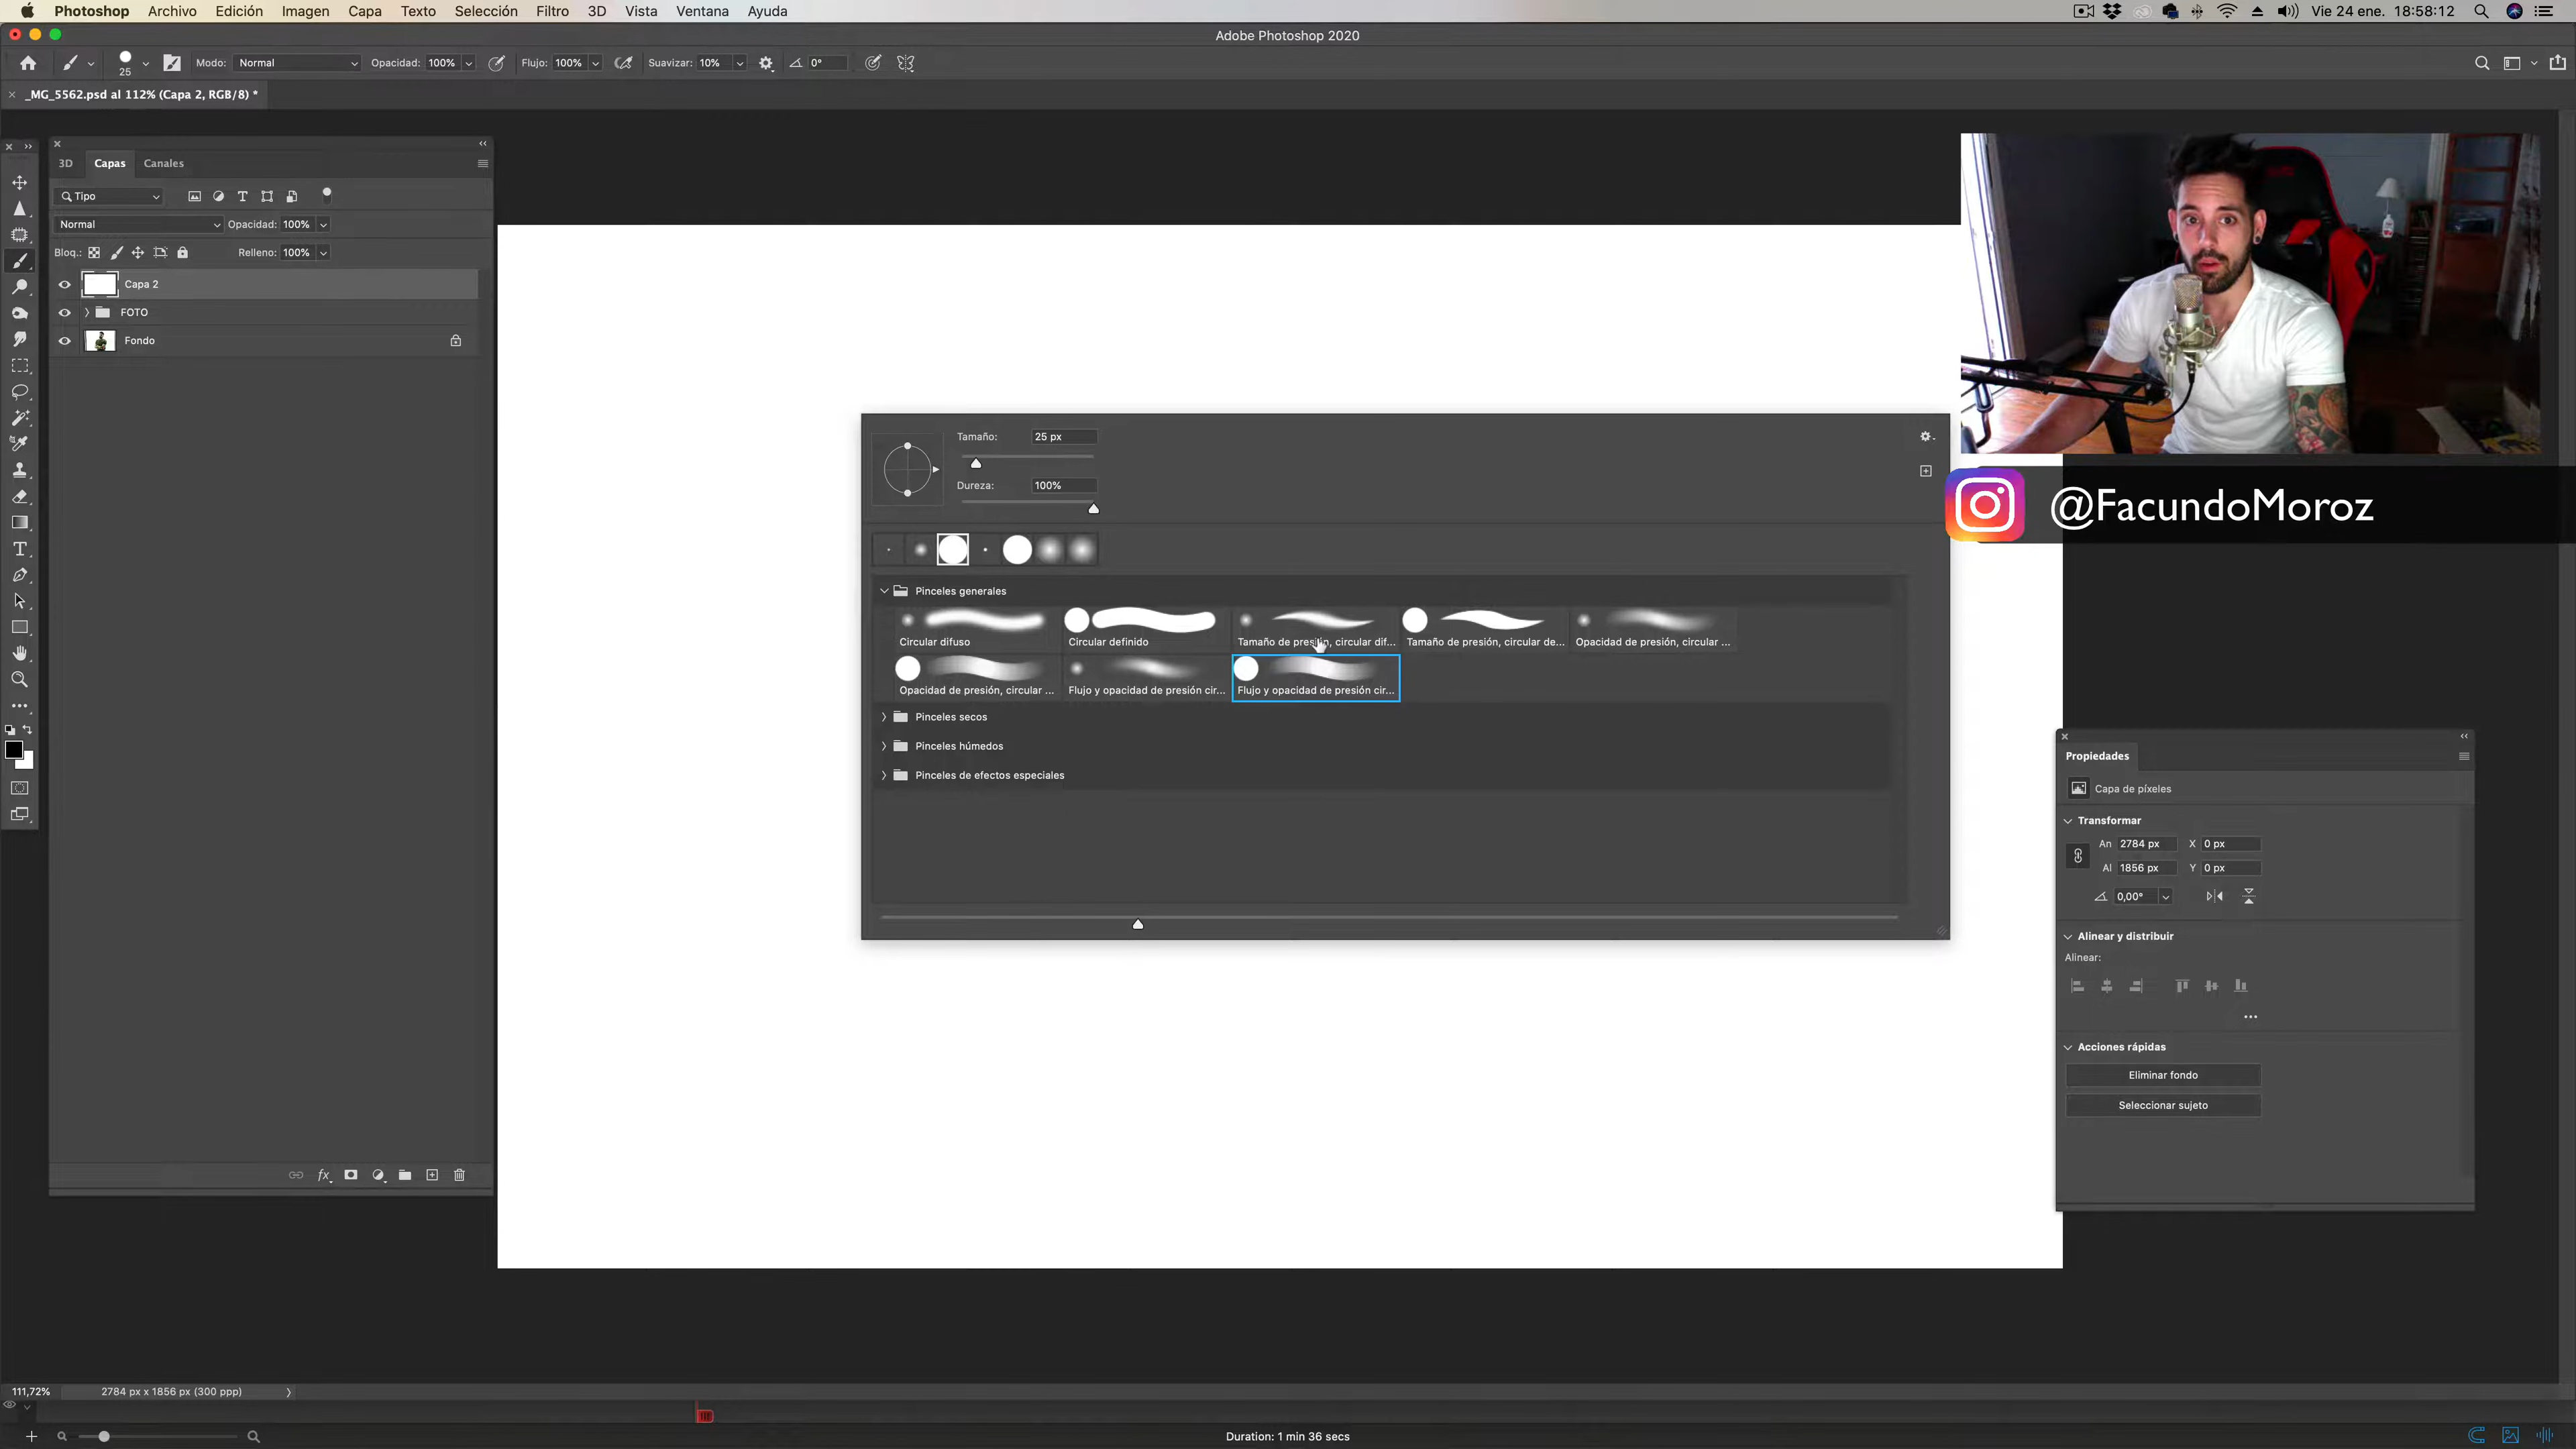 Photoshop Archivo Edición Imagen Capa Texto Selección Filtro 3D Vista Ventana Ayuda Vie 24 ene. 18:58:12
Adobe Photoshop 2020
25 Modo: Normal Opacidad: 100% Flujo: 100% Suavizar: 10% 0°
_MG_5562.psd al 112% (Capa 2, RGB/8) *
3D Capas Canales
Tipo
Normal Opacidad: 100%
Bloq.: Relleno: 100%
Capa 2
FOTO
Fondo
Tamaño: 25 px
Dureza: 100%
@FacundoMoroz
Pinceles generales
Circular difuso Circular definido Tamaño de presión, circular dif... Tamaño de presión, circular de... Opacidad de presión, circular ...
Opacidad de presión, circular ... Flujo y opacidad de presión cir... Flujo y opacidad de presión cir...
Pinceles secos
Pinceles húmedos
Pinceles de efectos especiales
Propiedades
Capa de píxeles
Transformar
An 2784 px X 0 px
Al 1856 px Y 0 px
0,00°
Alinear y distribuir
Alinear:
Acciones rápidas
Eliminar fondo
Seleccionar sujeto
fx
111,72% 2784 px x 1856 px (300 ppp)
Duration: 1 min 36 secs